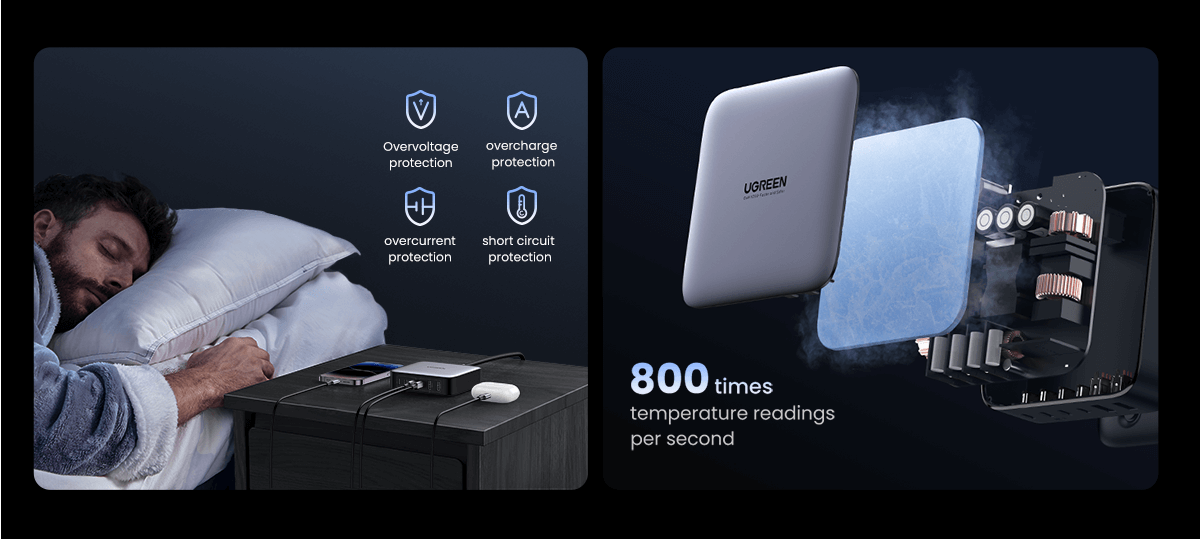 Overvoltage
protection
overcharge
protection
overcurrent
protection
short circuit
protection
UGREEN
800 times
temperature readings
per second